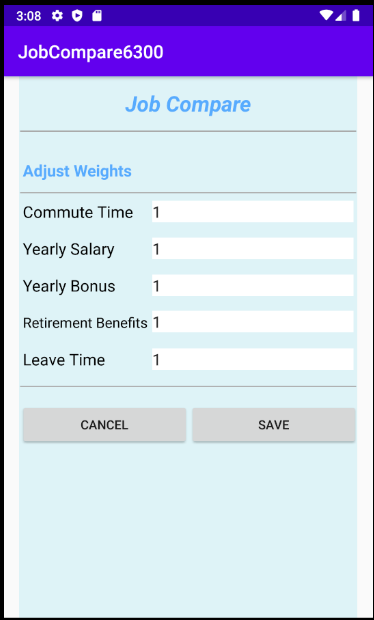 3:08
JobCompare6300
Job Compare
Adjust Weights
Commute Time 1
Yearly Salary 1
Yearly Bonus 1
Retirement Benefits 1
Leave Time 1
CANCEL SAVE